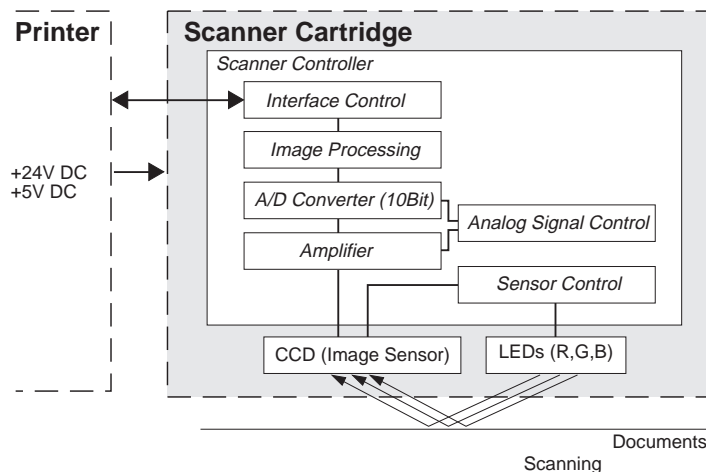 Printer
Scanner Cartridge
Scanner Controller
Interface Control
Image Processing
+24V DC
+5V DC
A/D Converter (10Bit)
Analog Signal Control
Amplifier
Sensor Control
CCD (Image Sensor)
LEDs (R,G,B)
Documents
Scanning